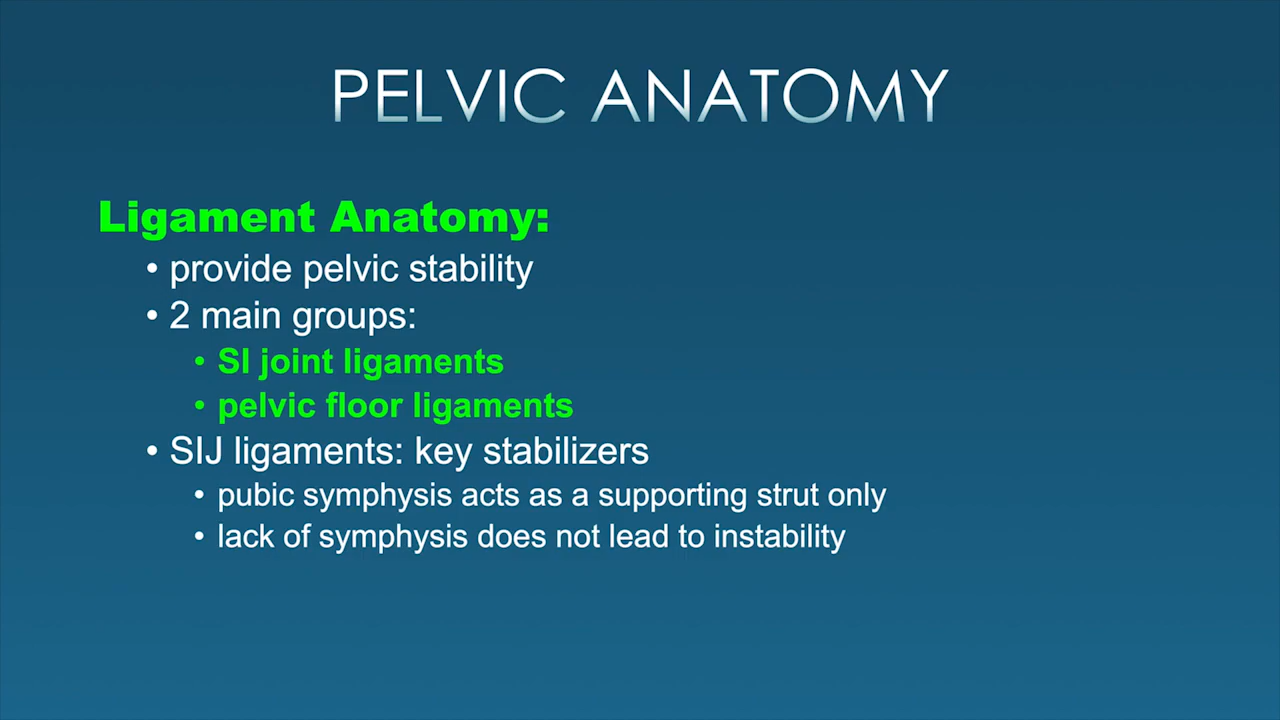 PELVIC ANATOMY
Ligament Anatomy:
• provide pelvic stability
• 2 main groups:
• SI joint ligaments
• pelvic floor ligaments
• SIJ ligaments: key stabilizers
• pubic symphysis acts as a supporting strut only
• lack of symphysis does not lead to instability